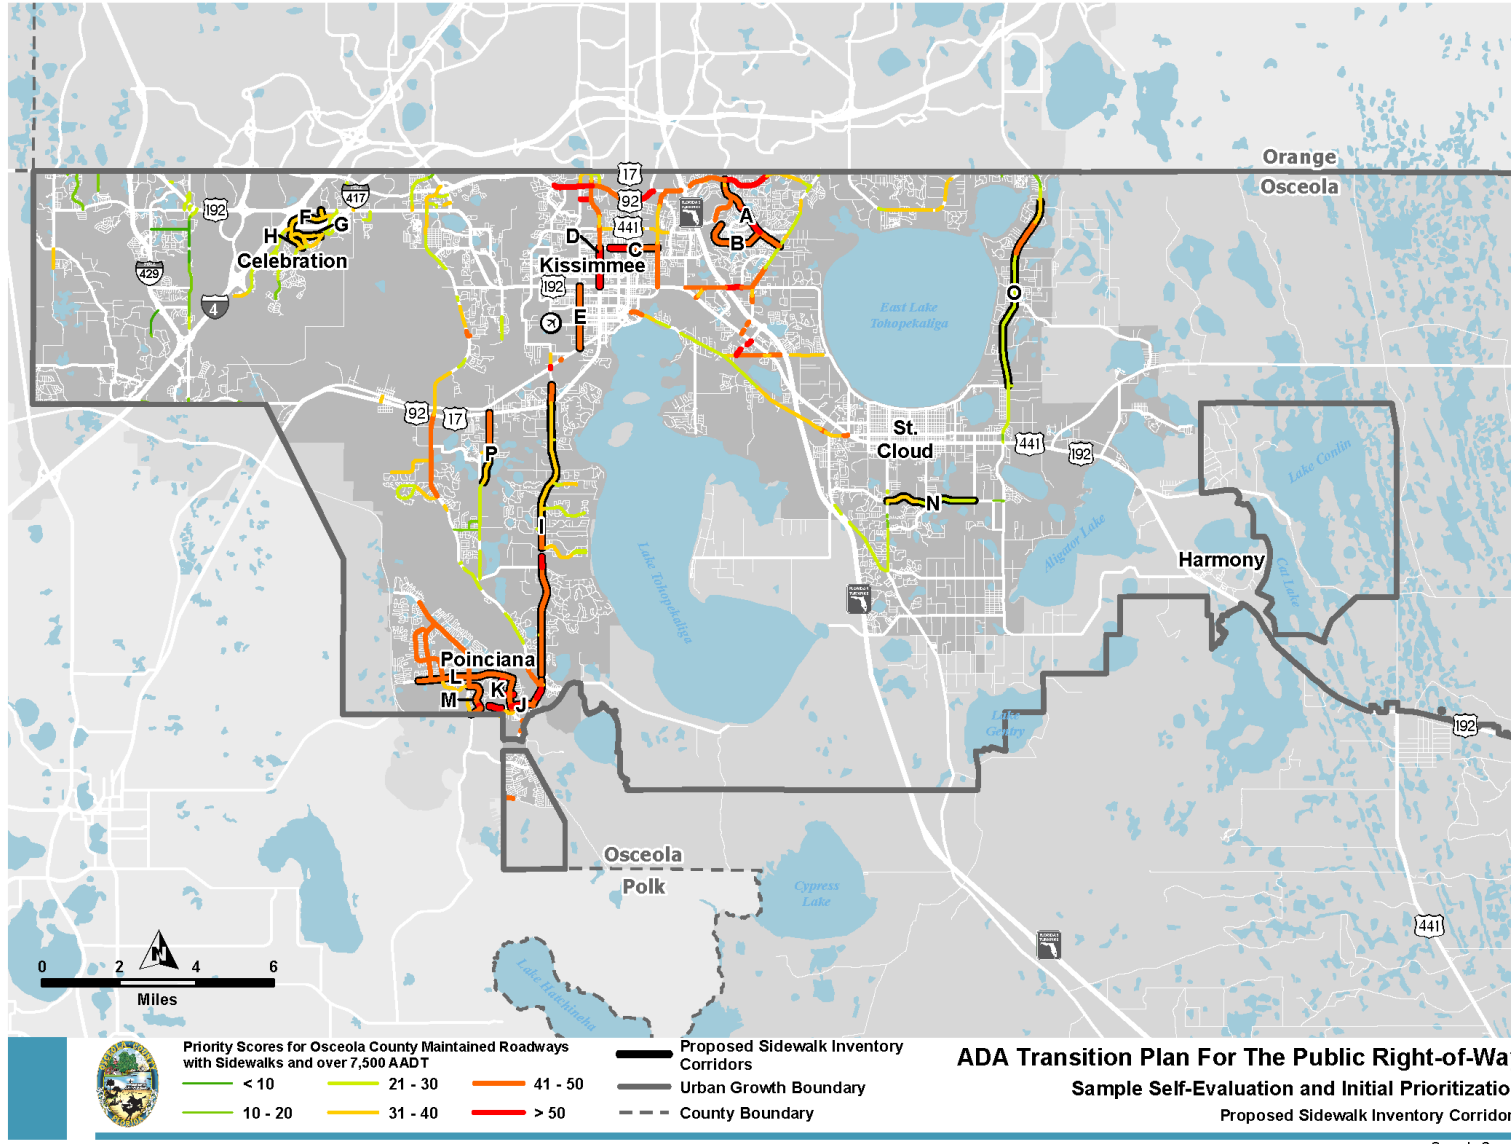 Orange
Osceola
17
92
441
192
417
F
G
H
Celebration
429
4
A
B
D
C
Kissimmee
192
E
O
East Lake
Tohopekaliga
92
17
P
St.
Cloud
441
192
N
I
Lake Conlin
Aligator Lake
Harmony
Cat Lake
Lake Tohopekaliga
Poinciana
L
K
M
J
Lake
Gentry
192
Osceola
Polk
Cypress
Lake
441
Lake Hatchineha
N
0 2 4 6
Miles
Priority Scores for Osceola County Maintained Roadways
with Sidewalks and over 7,500 AADT
< 10
21 - 30
41 - 50
10 - 20
31 - 40
> 50
Proposed Sidewalk Inventory
Corridors
Urban Growth Boundary
County Boundary
ADA Transition Plan For The Public Right-of-Wa
Sample Self-Evaluation and Initial Prioritizatio
Proposed Sidewalk Inventory Corridor